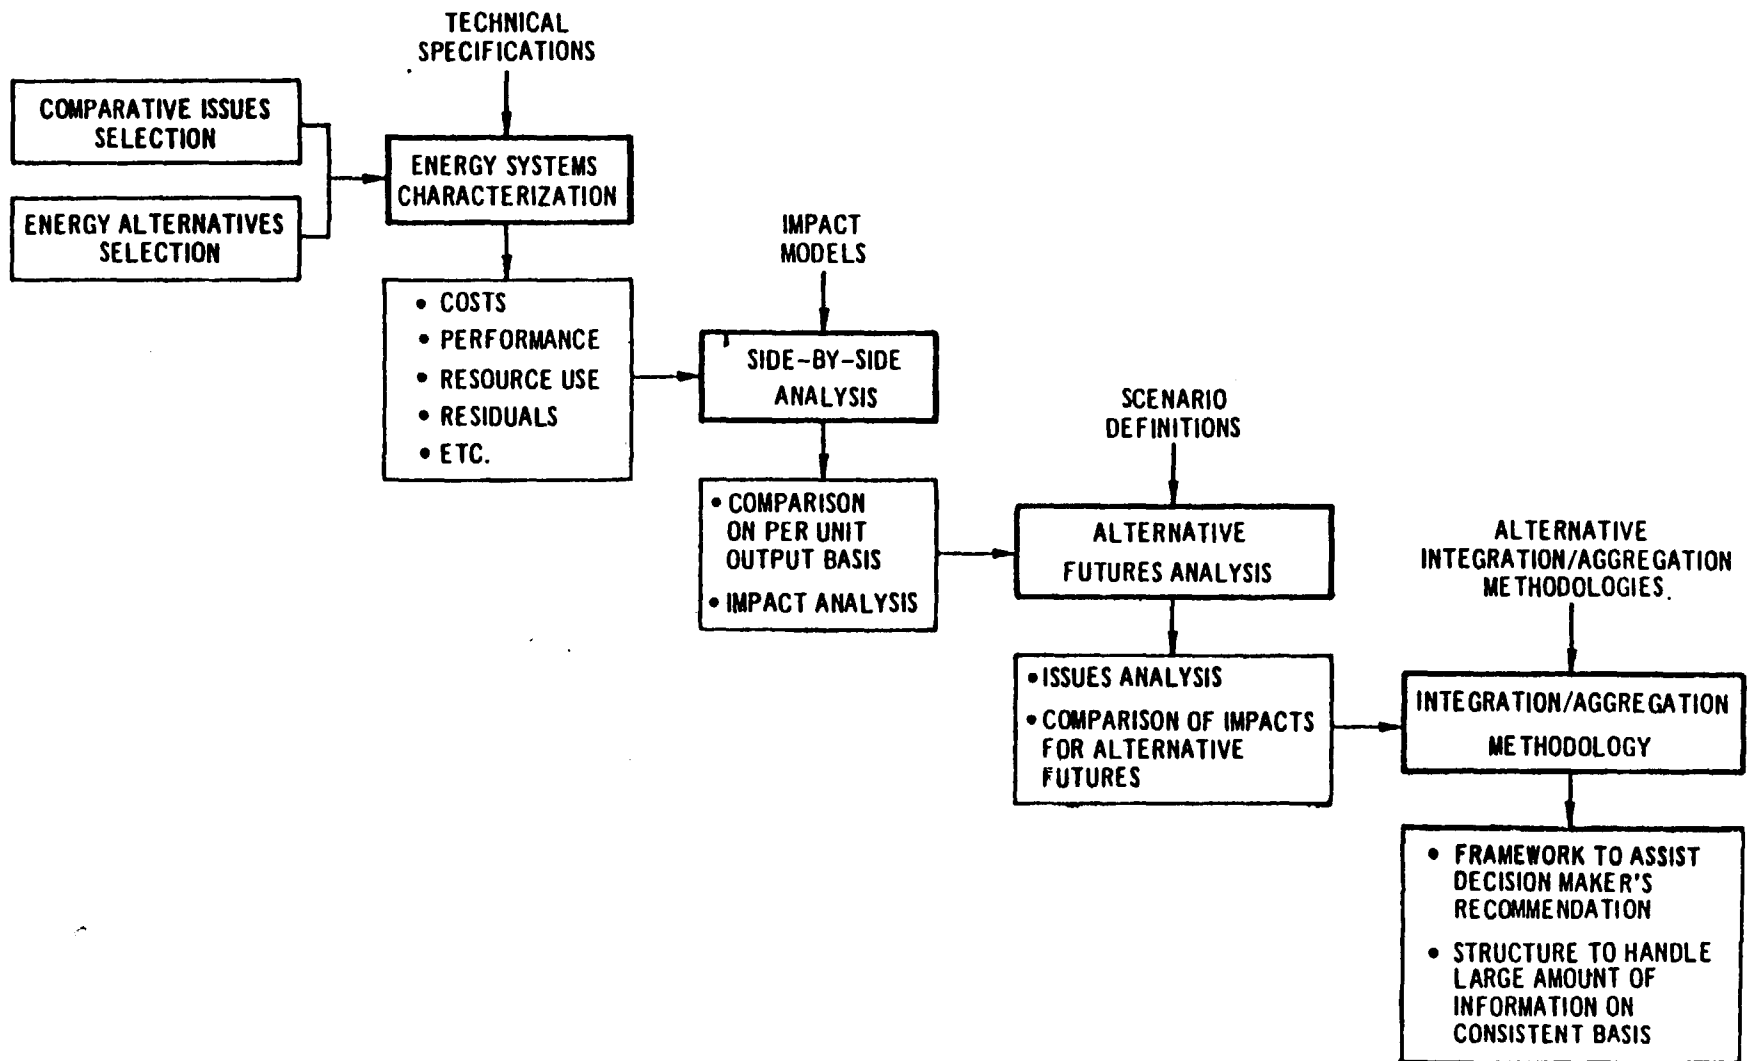 TECHNICAL
SPECIFICATIONS
COMPARATIVE ISSUES
SELECTION
ENERGY ALTERNATIVES
SELECTION
ENERGY SYSTEMS
CHARACTERIZATION
• COSTS
• PERFORMANCE
• RESOURCE USE
• RESIDUALS
• ETC.
IMPACT
MODELS
SIDE-BY-SIDE
ANALYSIS
• COMPARISON
ON PER UNIT
OUTPUT BASIS
• IMPACT ANALYSIS
SCENARIO
DEFINITIONS
ALTERNATIVE
FUTURES ANALYSIS
• ISSUES ANALYSIS
• COMPARISON OF IMPACTS
FOR ALTERNATIVE
FUTURES
ALTERNATIVE
INTEGRATION/AGGREGATION
METHODOLOGIES.
INTEGRATION/AGGREGATION
METHODOLOGY
• FRAMEWORK TO ASSIST
DECISION MAKER'S
RECOMMENDATION
• STRUCTURE TO HANDLE
LARGE AMOUNT OF
INFORMATION ON
CONSISTENT BASIS